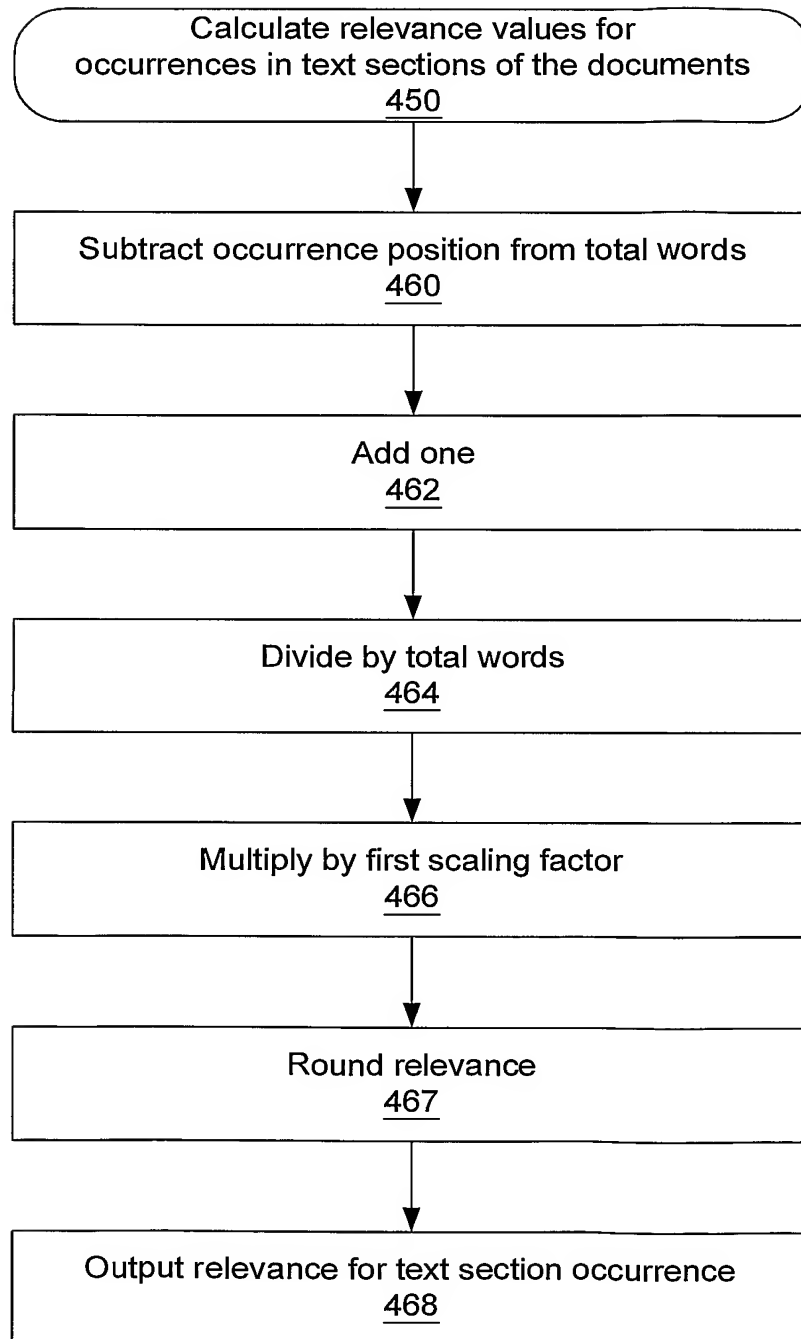 Calculate relevance values for
occurrences in text sections of the documents
450
Subtract occurrence position from total words
460
Add one
462
Divide by total words
464
Multiply by first scaling factor
466
Round relevance
467
Output relevance for text section occurrence
468